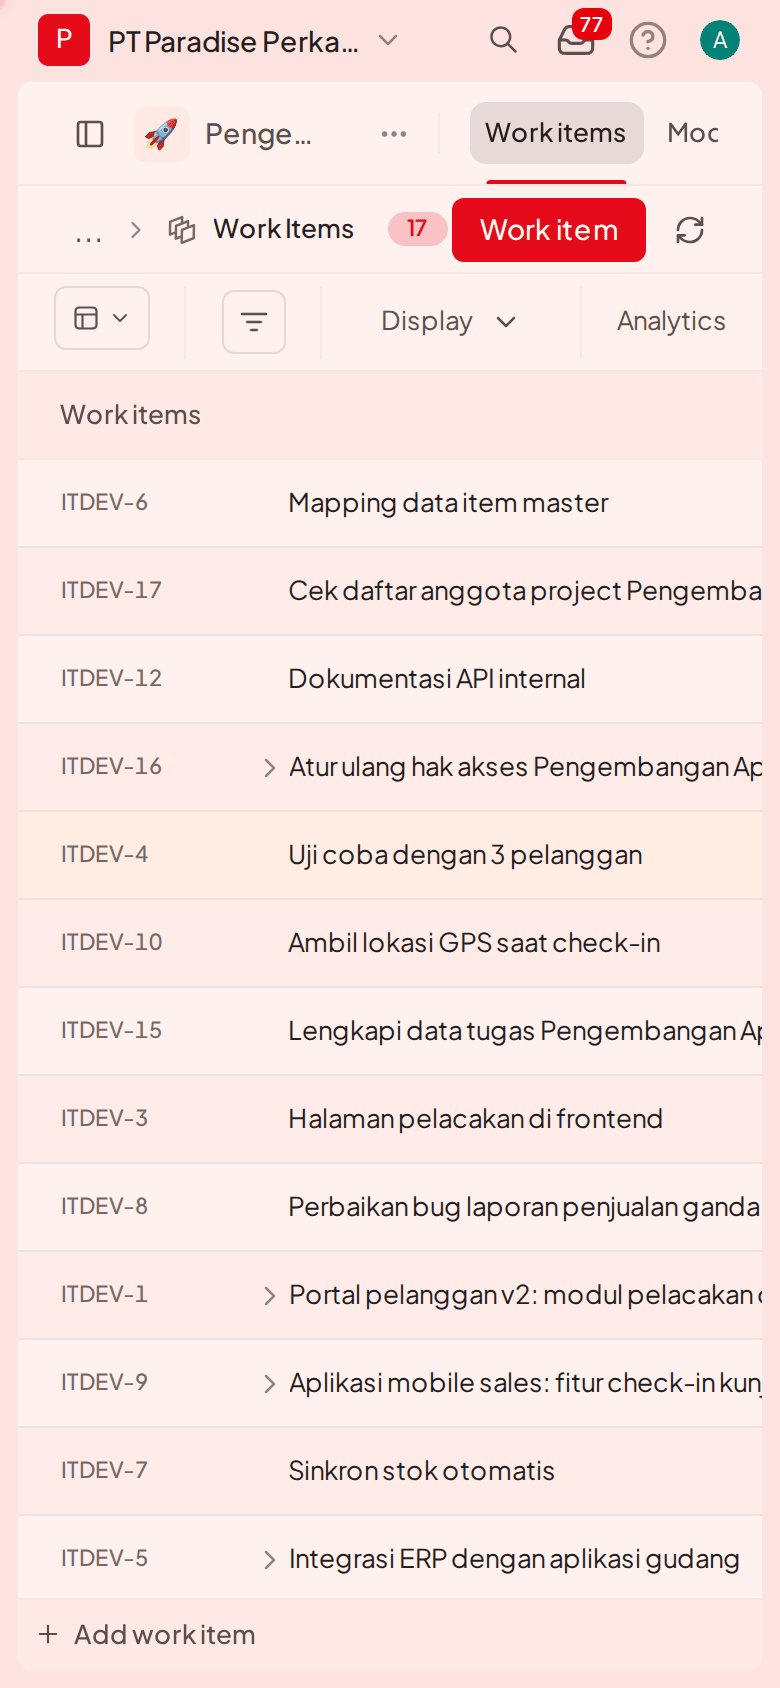 P PT Paradise Perka... 77 A
Penge... Work items Moc
... Work Items 17 Work item
Display Analytics
Work items
ITDEV-6 Mapping data item master
ITDEV-17 Cek daftar anggota project Pengemba
ITDEV-12 Dokumentasi API internal
ITDEV-16 Atur ulang hak akses Pengembangan Ap
ITDEV-4 Uji coba dengan 3 pelanggan
ITDEV-10 Ambil lokasi GPS saat check-in
ITDEV-15 Lengkapi data tugas Pengembangan Ap
ITDEV-3 Halaman pelacakan di frontend
ITDEV-8 Perbaikan bug laporan penjualan ganda
ITDEV-1 Portal pelanggan v2: modul pelacakan
ITDEV-9 Aplikasi mobile sales: fitur check-in kunj
ITDEV-7 Sinkron stok otomatis
ITDEV-5 Integrasi ERP dengan aplikasi gudang
+ Add work item